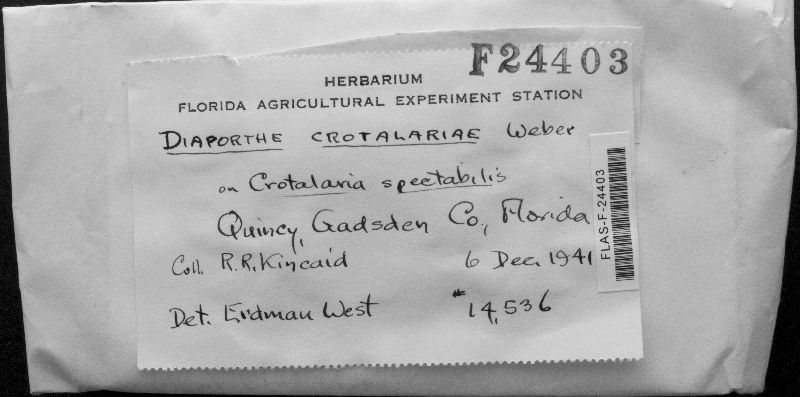 F24403
HERBARIUM
FLORIDA AGRICULTURAL EXPERIMENT STATION
DIAPORTHE CROTALARIAE Weber
on Crotalaria spectabilis
Quincy, Gadsden Co., Florida
Coll. R.R. Kincaid 6 Dec. 1941
Det. Erdman West #14,536
FLAS-F-24403